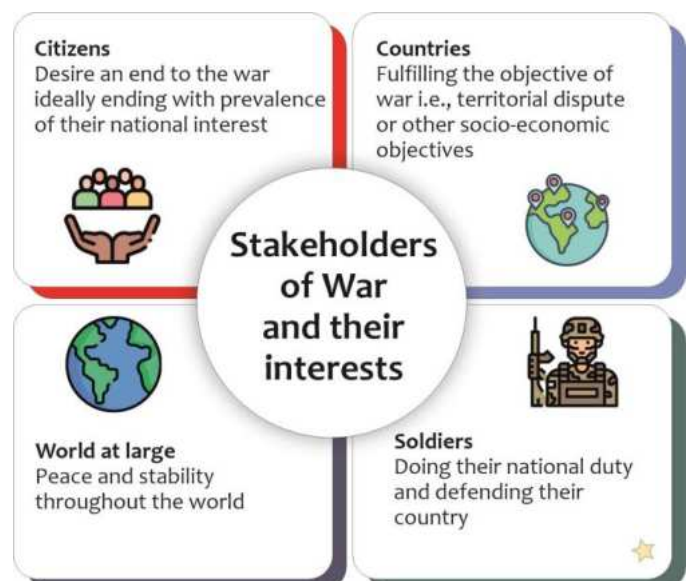 Citizens
Desire an end to the war
ideally ending with prevalence
of their national interest
Countries
Fulfilling the objective of
war i.e., territorial dispute
or other socio-economic
objectives
Stakeholders
of War
and their
interests
World at large
Peace and stability
throughout the world
Soldiers
Doing their national duty
and defending their
country